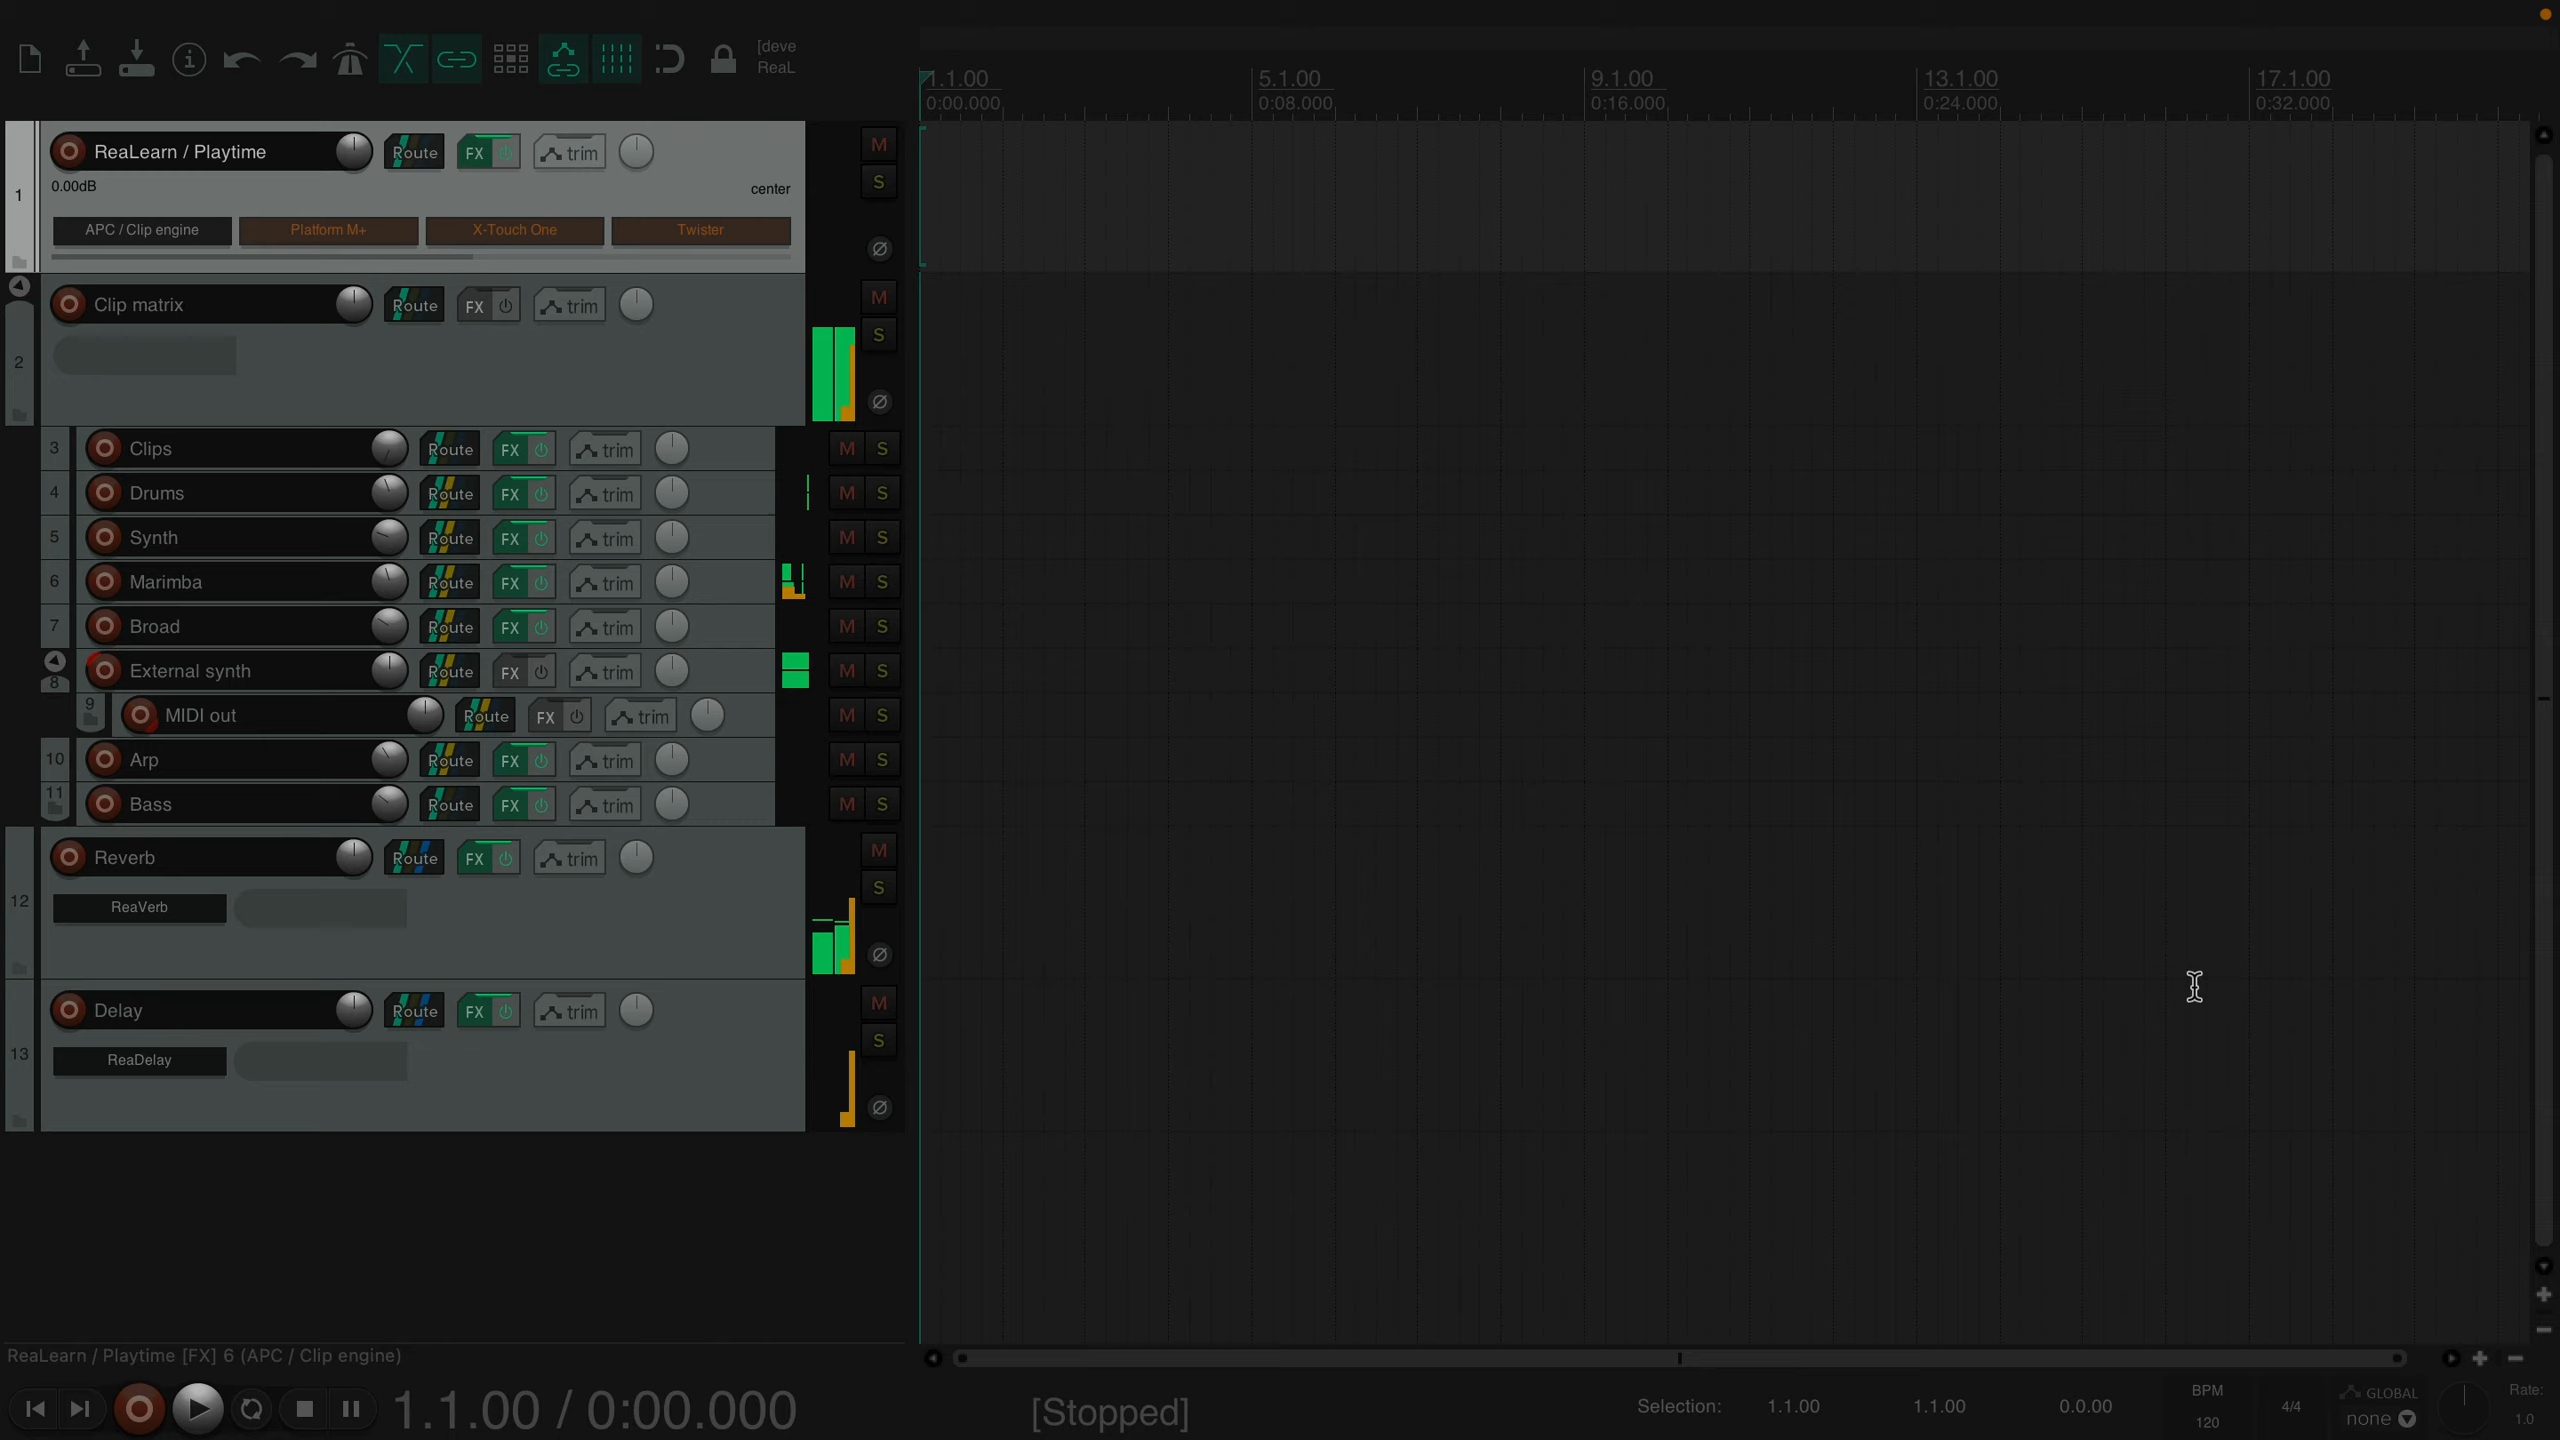 [deve
ReaL
1.1.00
5.1.00
9.1.00
13.1.00
17.1.00
0:00.000
0:08.000
0:16.000
0:24.000
0:32.000
1
ReaLearn / Playtime
Route
FX
trim
M
S
0.00dB
center
APC / Clip engine
Platform M+
X-Touch One
Twister
2
Clip matrix
Route
FX
trim
M
S
3 Clips Route FX trim M S
4 Drums Route FX trim M S
5 Synth Route FX trim M S
6 Marimba Route FX trim M S
7 Broad Route FX trim M S
8 External synth Route FX trim M S
9 MIDI out Route FX trim M S
10 Arp Route FX trim M S
11 Bass Route FX trim M S
12
Reverb Route FX trim M
S
ReaVerb
13
Delay Route FX trim M
S
ReaDelay
ReaLearn / Playtime [FX] 6 (APC / Clip engine)
1.1.00 / 0:00.000
[Stopped]
Selection: 1.1.00 1.1.00 0.0.00
BPM
120
4/4
GLOBAL
none
Rate:
1.0